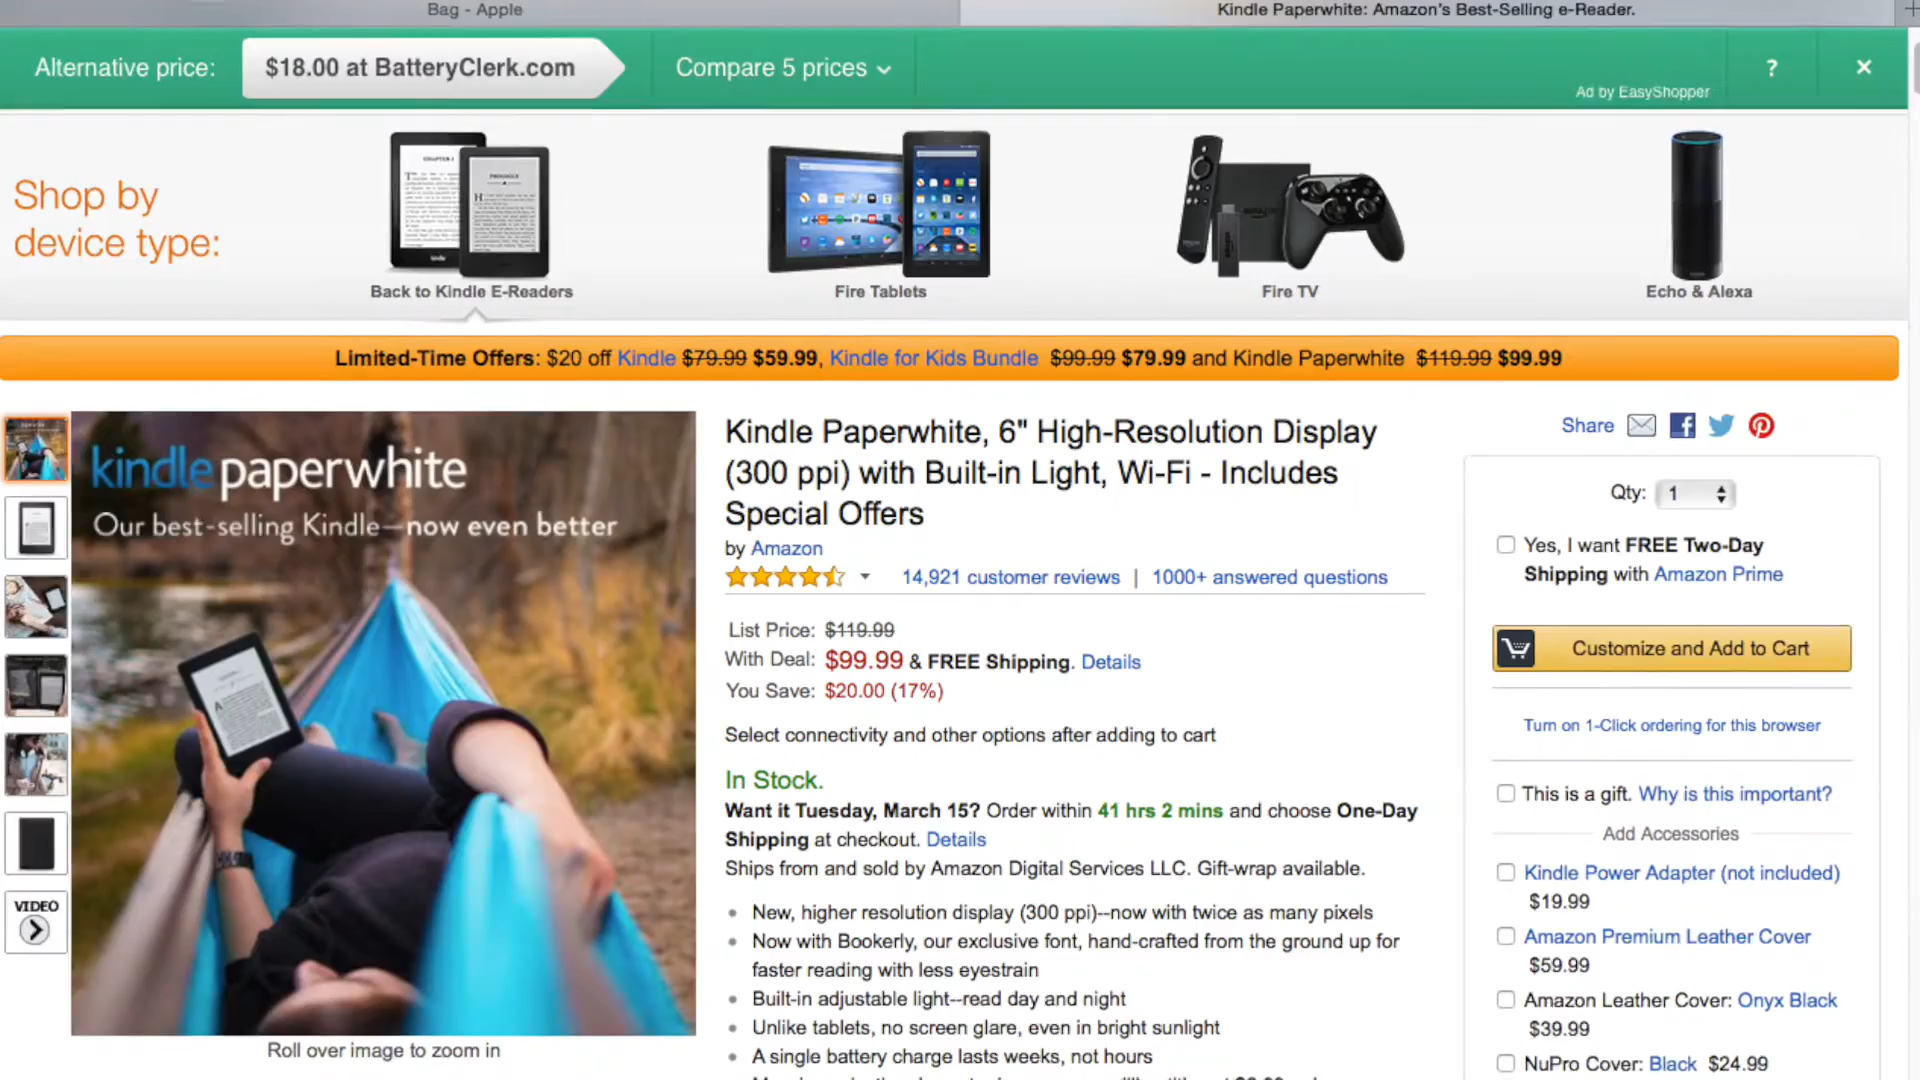 Bag - Apple
Kindle Paperwhite: Amazon's Best-Selling e-Reader.
Alternative price:
$18.00 at BatteryClerk.com
Compare 5 prices
?
Ad by EasyShopper
Shop by
device type:
Back to Kindle E-Readers
Fire Tablets
Fire TV
Echo & Alexa
Limited-Time Offers: $20 off Kindle $79.99 $59.99, Kindle for Kids Bundle $99.99 $79.99 and Kindle Paperwhite $119.99 $99.99
kindle paperwhite
Our best-selling Kindle—now even better
VIDEO
Roll over image to zoom in
Kindle Paperwhite, 6" High-Resolution Display
(300 ppi) with Built-in Light, Wi-Fi - Includes
Special Offers
by Amazon
14,921 customer reviews | 1000+ answered questions
List Price: $119.99
With Deal: $99.99 & FREE Shipping. Details
You Save: $20.00 (17%)
Select connectivity and other options after adding to cart
In Stock.
Want it Tuesday, March 15? Order within 41 hrs 2 mins and choose One-Day
Shipping at checkout. Details
Ships from and sold by Amazon Digital Services LLC. Gift-wrap available.
New, higher resolution display (300 ppi)--now with twice as many pixels
Now with Bookerly, our exclusive font, hand-crafted from the ground up for
faster reading with less eyestrain
Built-in adjustable light--read day and night
Unlike tablets, no screen glare, even in bright sunlight
A single battery charge lasts weeks, not hours
Share
Qty: 1
Yes, I want FREE Two-Day
Shipping with Amazon Prime
Customize and Add to Cart
Turn on 1-Click ordering for this browser
This is a gift. Why is this important?
Add Accessories
Kindle Power Adapter (not included)
$19.99
Amazon Premium Leather Cover
$59.99
Amazon Leather Cover: Onyx Black
$39.99
NuPro Cover: Black $24.99